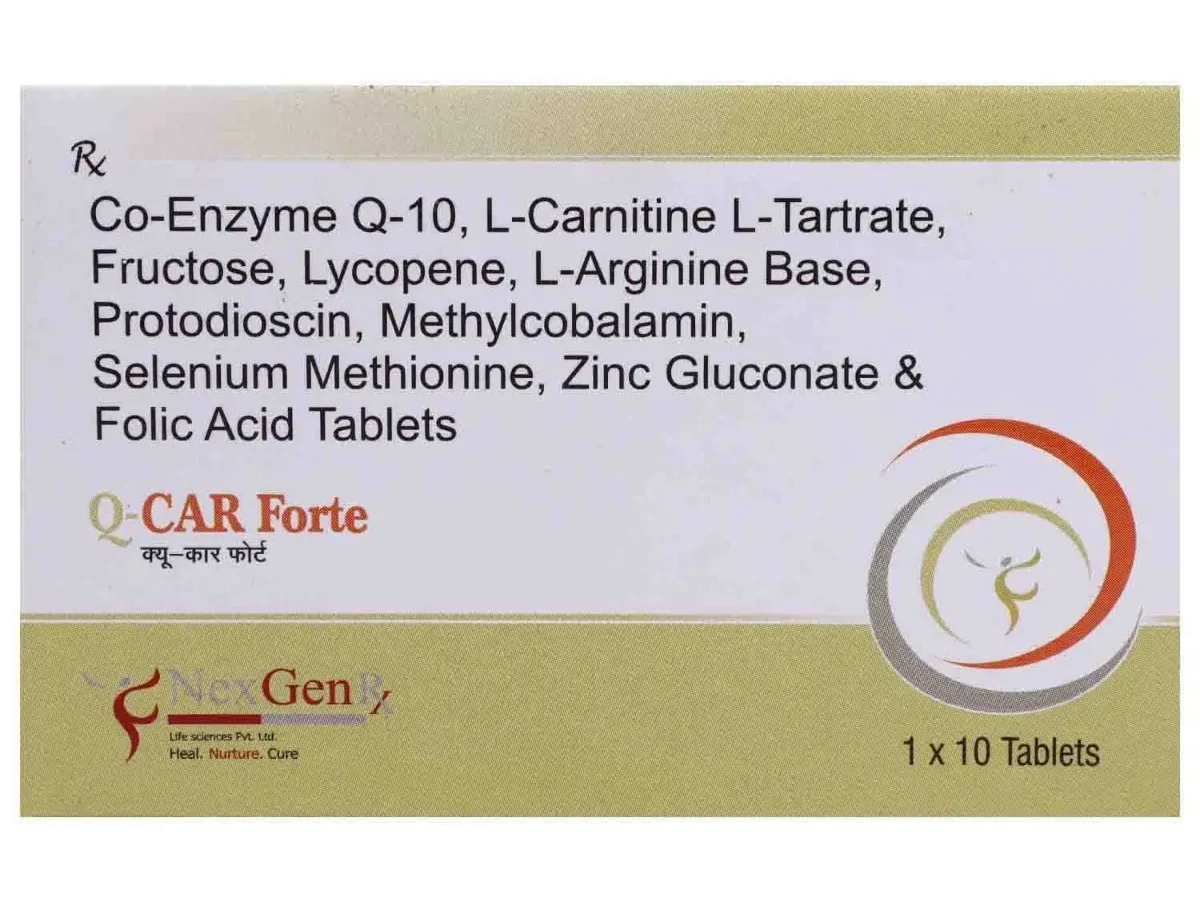 Rx
Co-Enzyme Q-10, L-Carnitine L-Tartrate,
Fructose, Lycopene, L-Arginine Base,
Protodioscin, Methylcobalamin,
Selenium Methionine, Zinc Gluconate &
Folic Acid Tablets
Q-CAR Forte
क्यू-कार फोर्ट
NexGen Rx
Life sciences Pvt. Ltd.
Heal. Nurture. Cure
1 x 10 Tablets